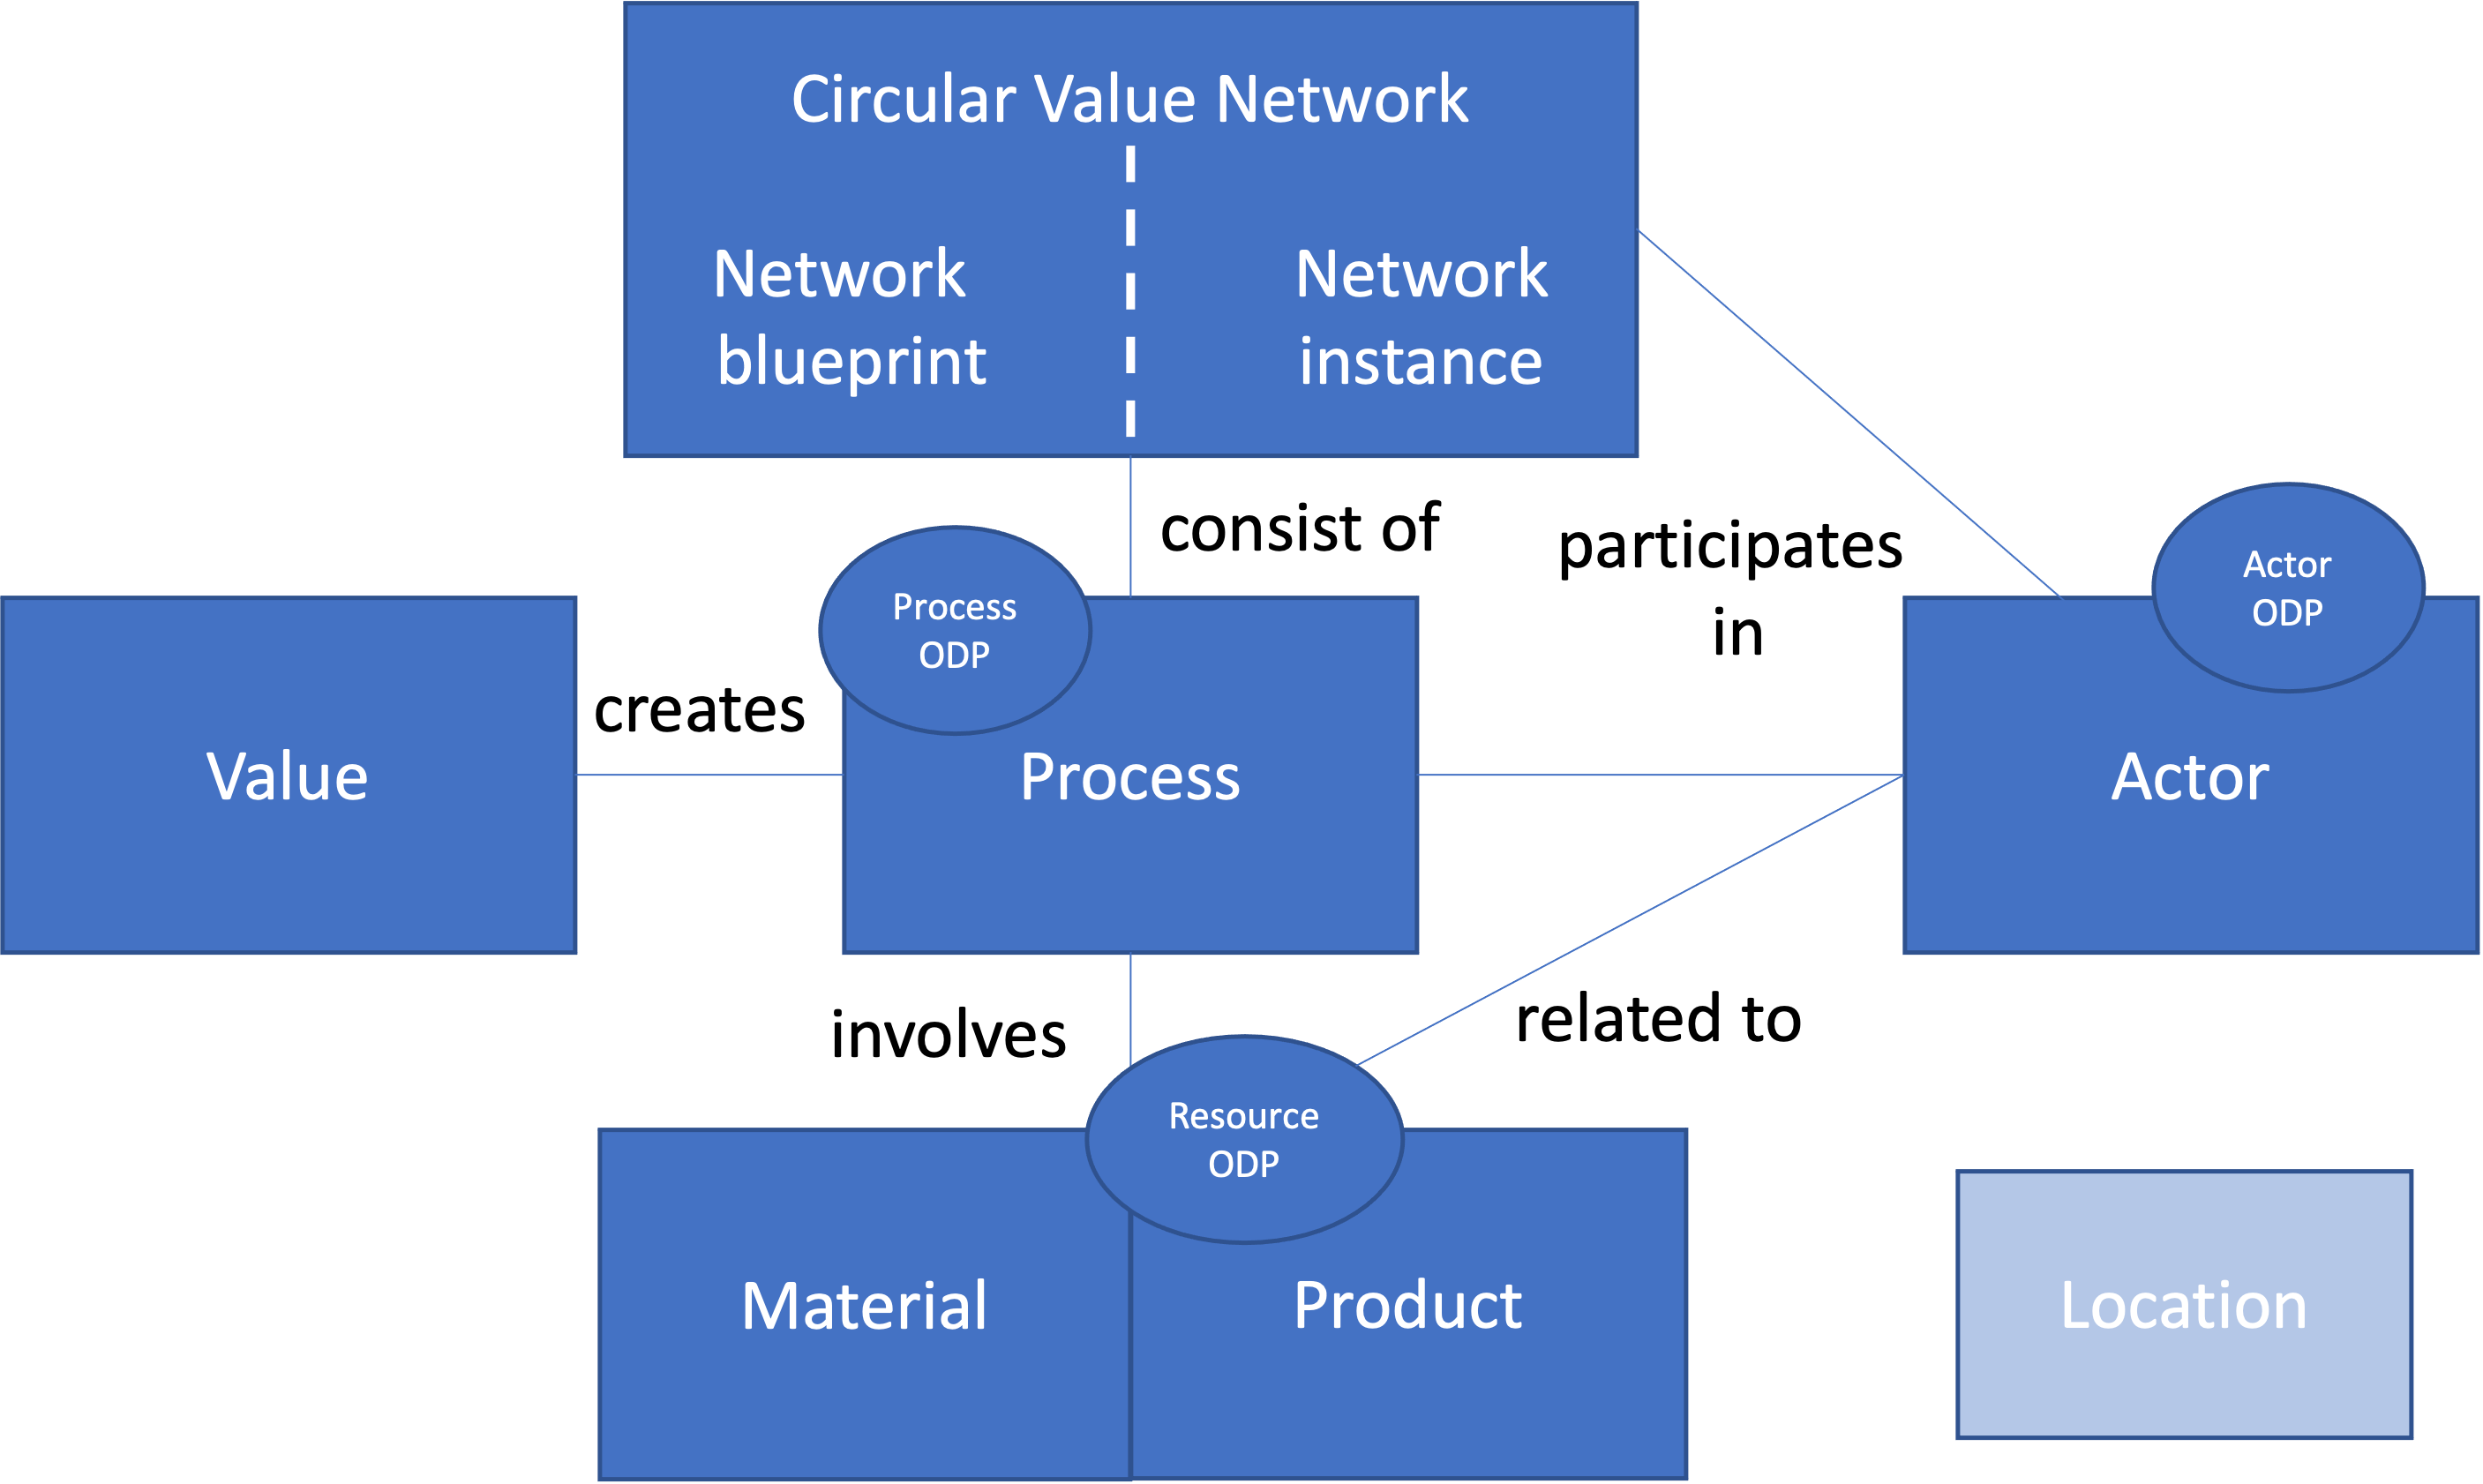 Circular Value Network
Network
blueprint
Network
instance
consist of
participates
in
Process
ODP
Actor
ODP
creates
Value
Process
Actor
involves
related to
Resource
ODP
Material
Product
Location